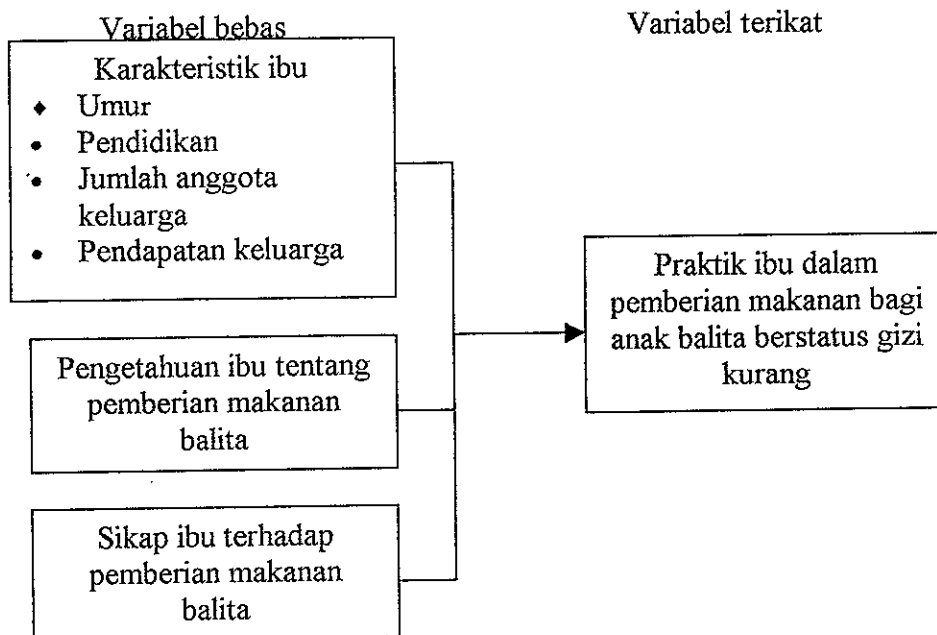 Variabel bebas
Variabel terikat
Karakteristik ibu
♦ Umur
• Pendidikan
• Jumlah anggota
keluarga
• Pendapatan keluarga
Praktik ibu dalam
pemberian makanan bagi
anak balita berstatus gizi
kurang
Pengetahuan ibu tentang
pemberian makanan
balita
Sikap ibu terhadap
pemberian makanan
balita